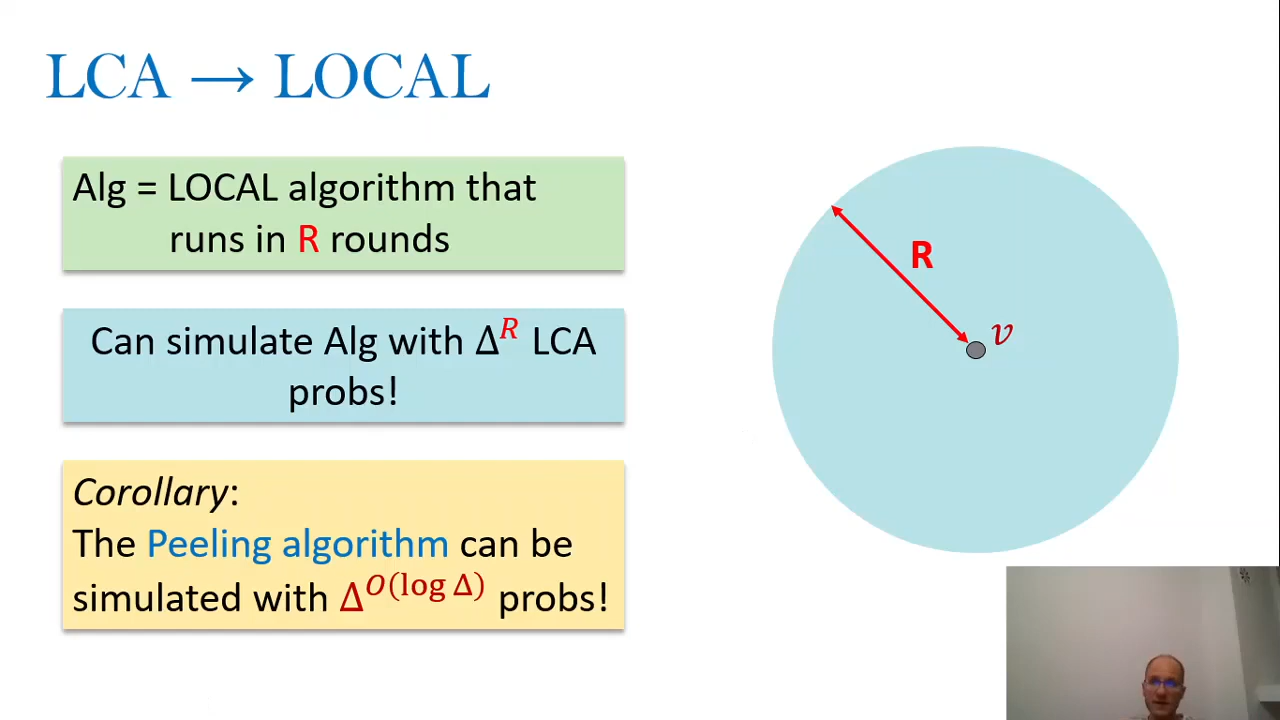 LCA → LOCAL
Alg = LOCAL algorithm that
runs in R rounds
Can simulate Alg with Δ^R LCA
probs!
Corollary:
The Peeling algorithm can be
simulated with Δ^O(log Δ) probs!
R
v